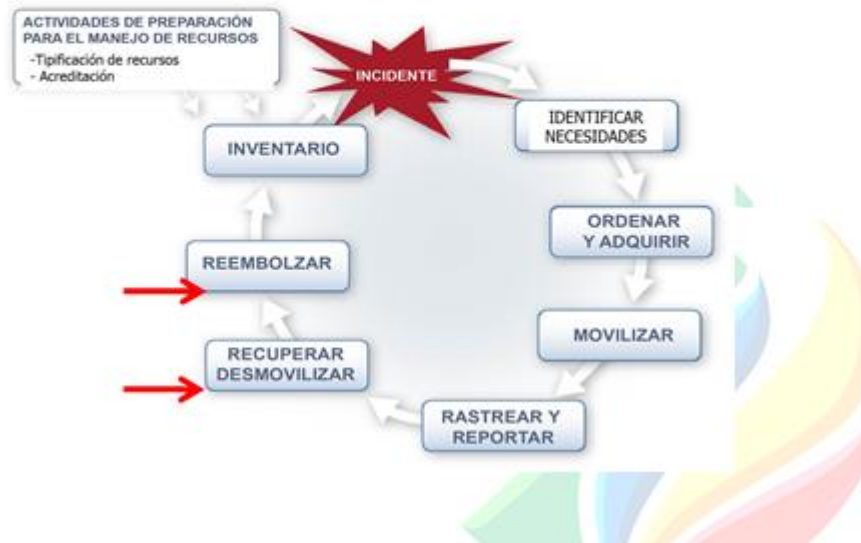 ACTIVIDADES DE PREPARACIÓN
PARA EL MANEJO DE RECURSOS
-Tipificación de recursos
- Acreditación
INCIDENTE
IDENTIFICAR
NECESIDADES
ORDENAR
Y ADQUIRIR
MOVILIZAR
RASTREAR Y
REPORTAR
RECUPERAR
DESMOVILIZAR
REEMBOLZAR
INVENTARIO